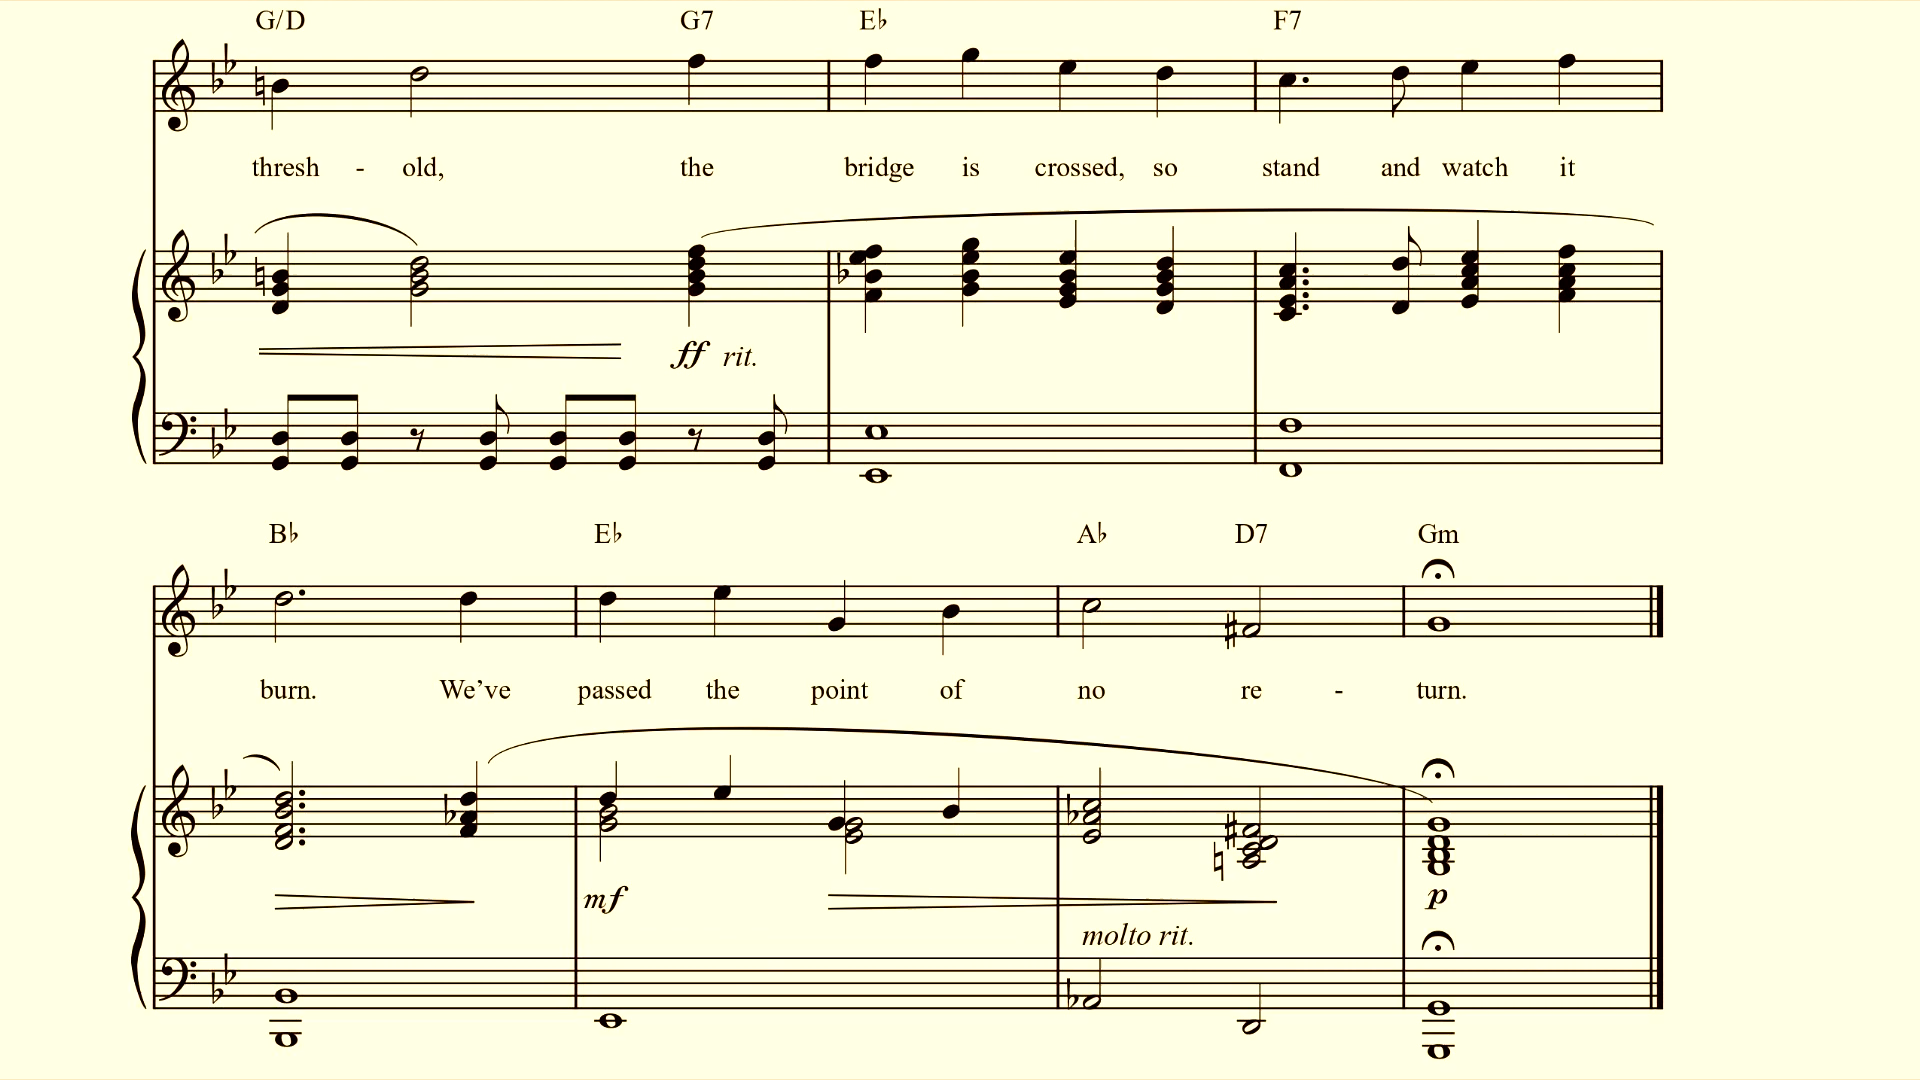 G/D G7 E♭ F7
thresh - old, the bridge is crossed, so stand and watch it
ff rit.
B♭ E♭ A♭ D7 Gm
burn. We've passed the point of no re - turn.
mf p
molto rit.